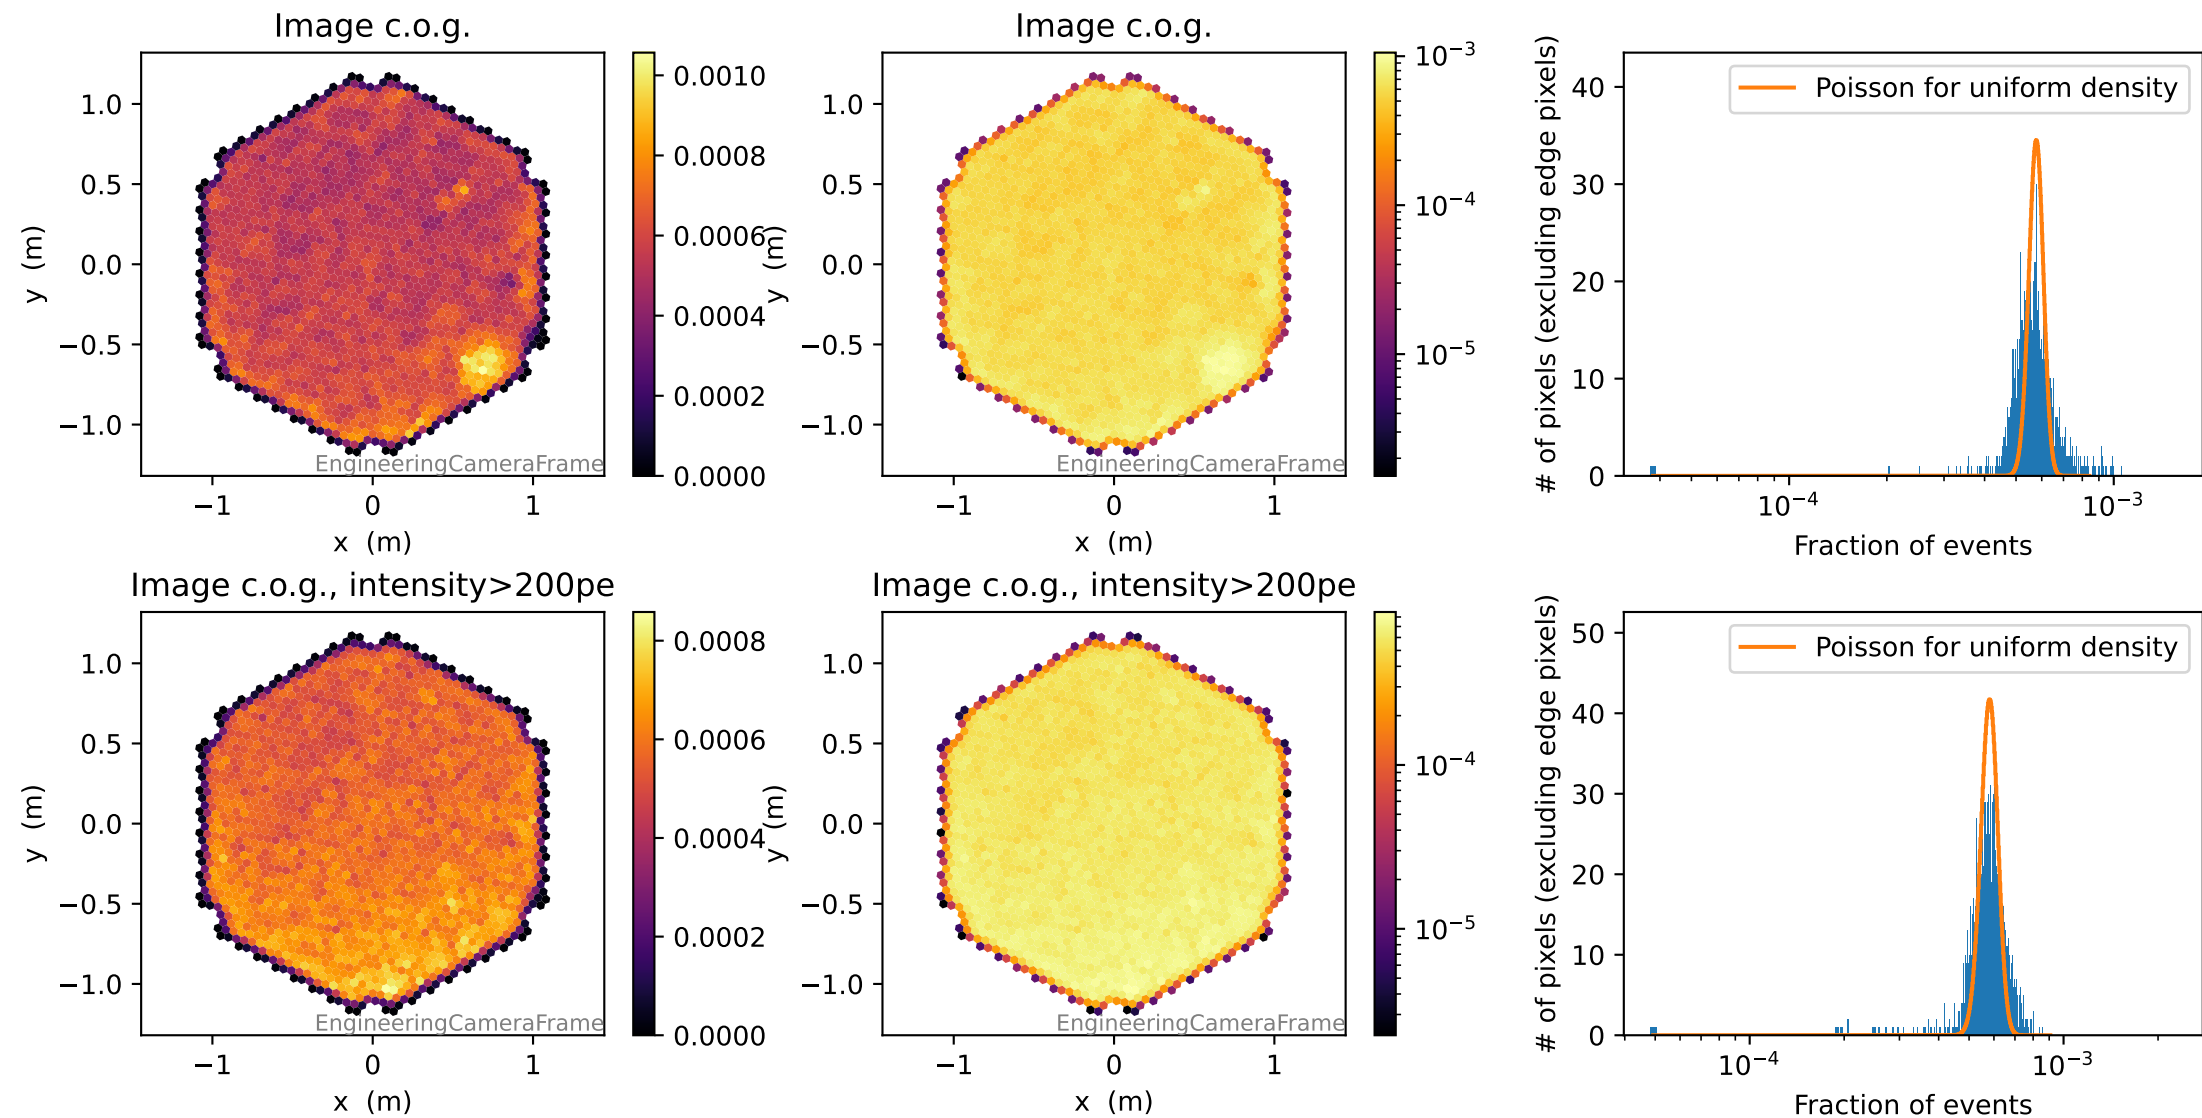 Image c.o.g.
1.0
0.5
0.0
−0.5
−1.0
y (m)
−1
0
1
x (m)
EngineeringCameraFrame
0.0010
0.0008
0.0006
0.0004
0.0002
0.0000
Image c.o.g.
1.0
0.5
0.0
−0.5
−1.0
y (m)
−1
0
1
x (m)
EngineeringCameraFrame
10−3
10−4
10−5
# of pixels (excluding edge pixels)
40
30
20
10
0
Poisson for uniform density
10−4
10−3
Fraction of events
Image c.o.g., intensity>200pe
1.0
0.5
0.0
−0.5
−1.0
y (m)
−1
0
1
x (m)
EngineeringCameraFrame
0.0008
0.0006
0.0004
0.0002
0.0000
Image c.o.g., intensity>200pe
1.0
0.5
0.0
−0.5
−1.0
y (m)
−1
0
1
x (m)
EngineeringCameraFrame
10−4
10−5
# of pixels (excluding edge pixels)
50
40
30
20
10
0
Poisson for uniform density
10−4
10−3
Fraction of events